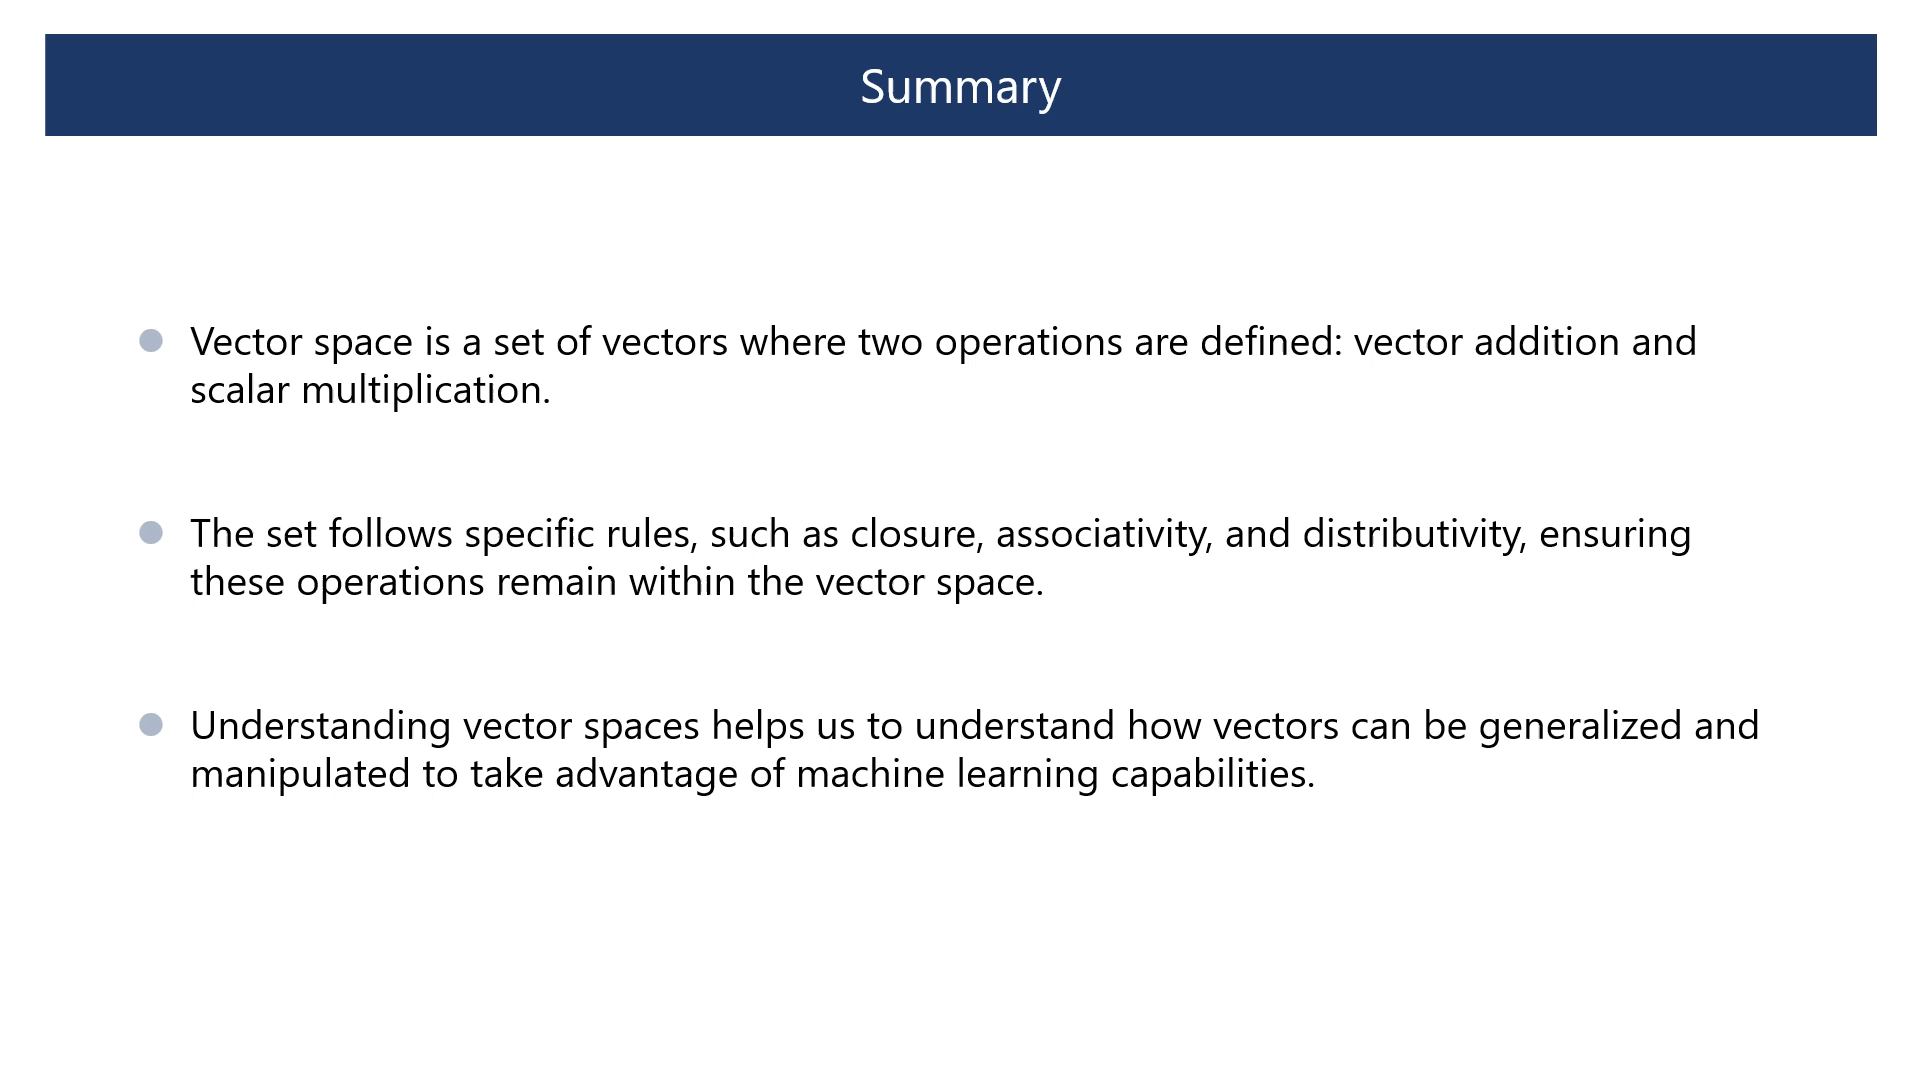 Summary
Vector space is a set of vectors where two operations are defined: vector addition and
scalar multiplication.
The set follows specific rules, such as closure, associativity, and distributivity, ensuring
these operations remain within the vector space.
Understanding vector spaces helps us to understand how vectors can be generalized and
manipulated to take advantage of machine learning capabilities.